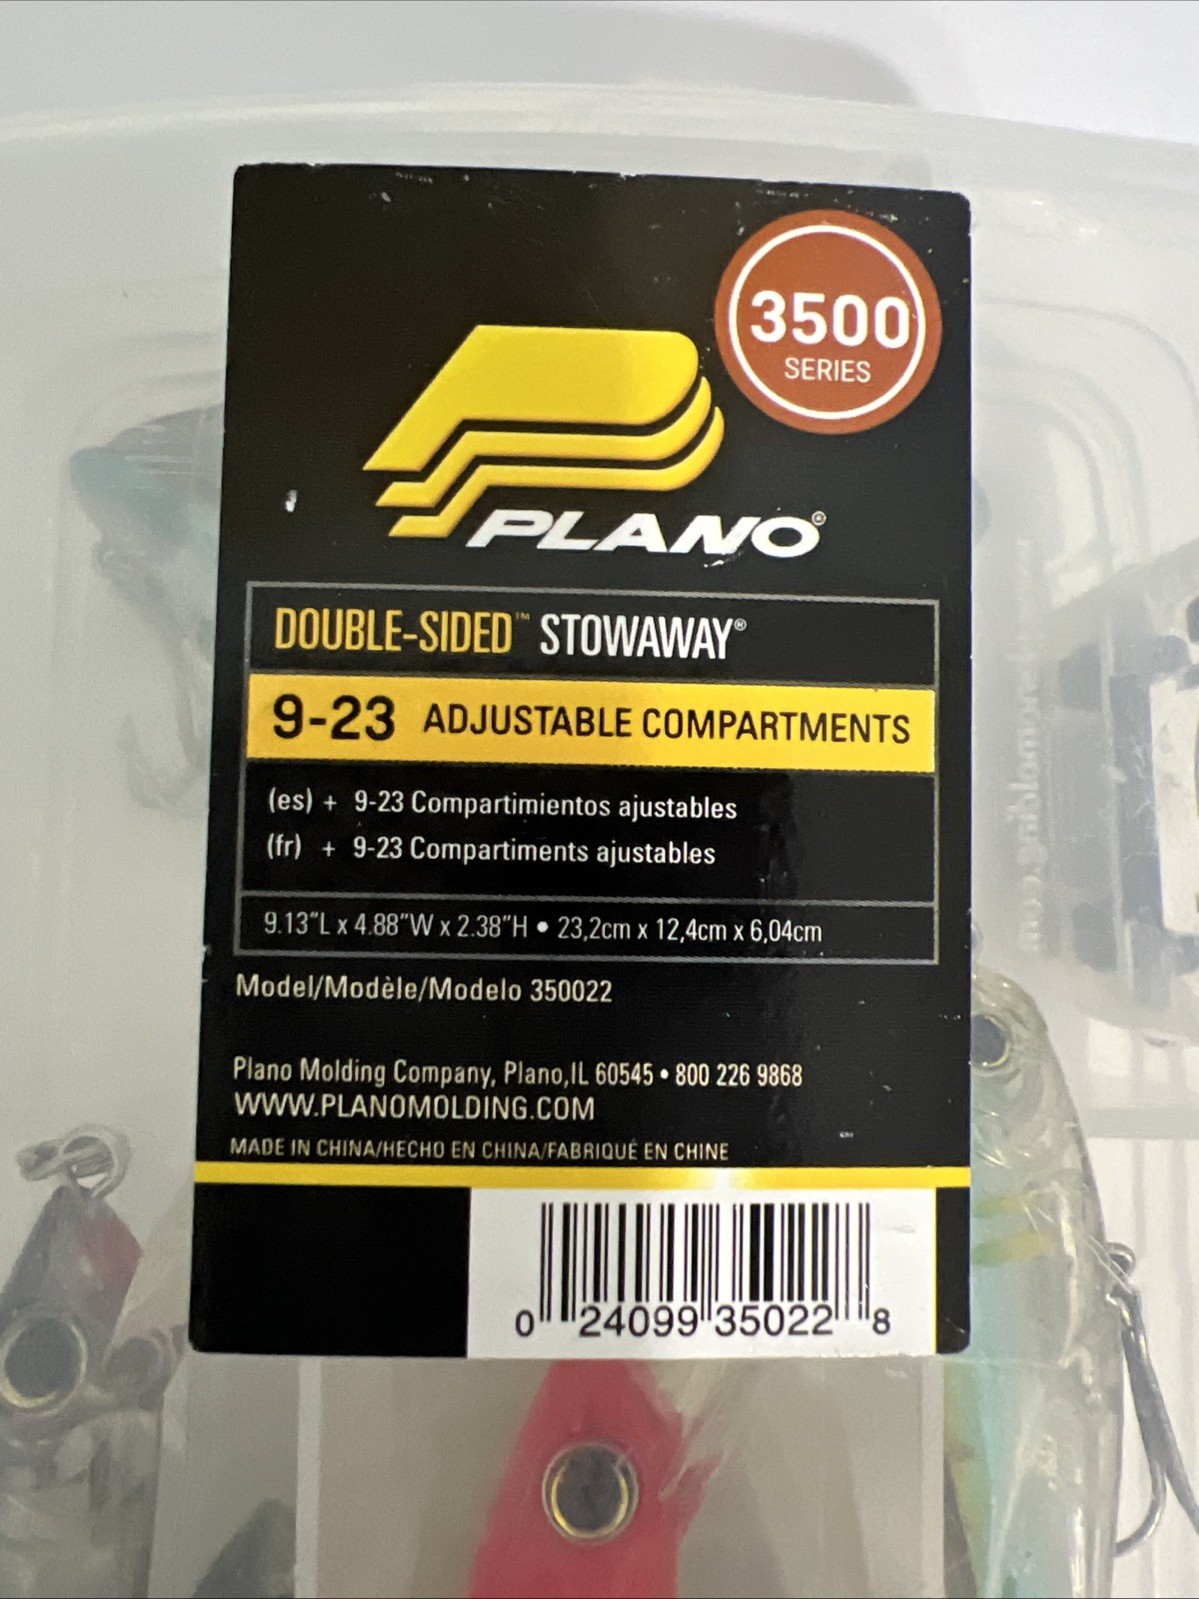 3500
SERIES
PLANO®
DOUBLE-SIDED™ STOWAWAY®
9-23 ADJUSTABLE COMPARTMENTS
(es) + 9-23 Compartimientos ajustables
(fr) + 9-23 Compartiments ajustables
9.13"L x 4.88"W x 2.38"H • 23,2cm x 12,4cm x 6,04cm
Model/Modèle/Modelo 350022
Plano Molding Company, Plano,IL 60545 • 800 226 9868
WWW.PLANOMOLDING.COM
MADE IN CHINA/HECHO EN CHINA/FABRIQUÉ EN CHINE
0 24099 35022 8